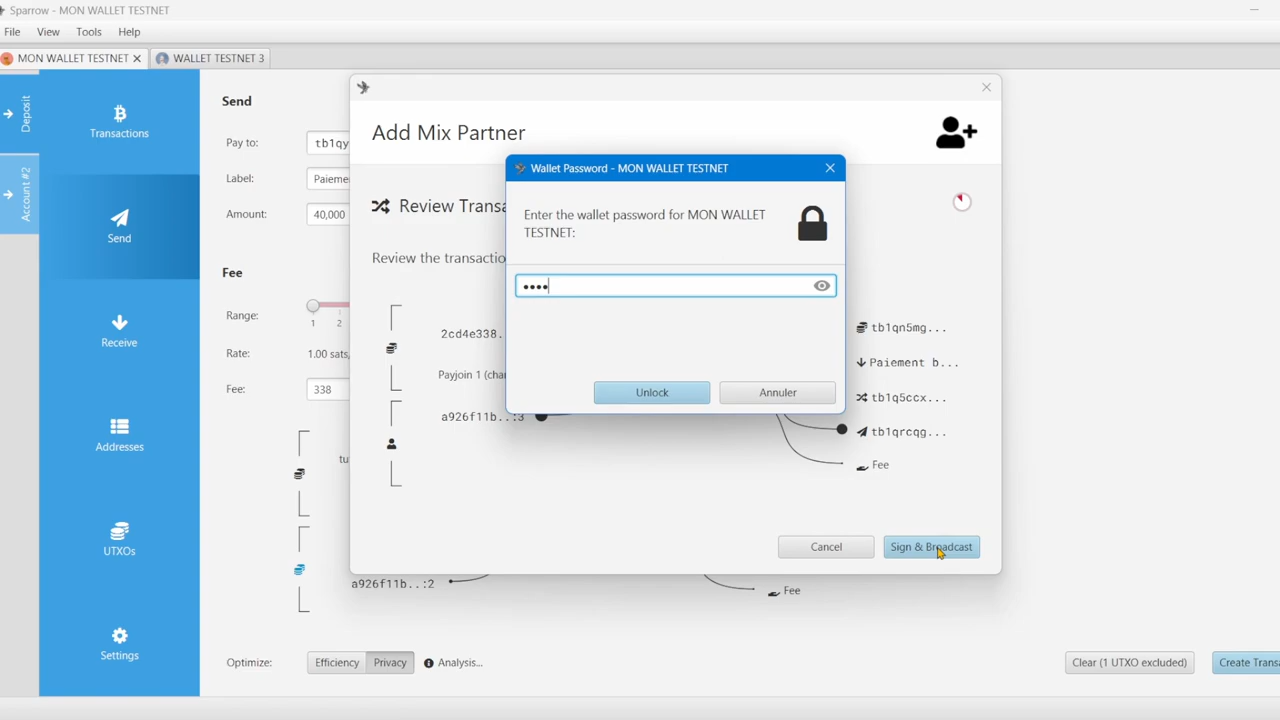 Sparrow - MON WALLET TESTNET
File View Tools Help
MON WALLET TESTNET WALLET TESTNET 3
Deposit
Account #2
Transactions
Send
Receive
Addresses
UTXOs
Settings
Send
Pay to: tb1qy
Label: Paieme
Amount: 40,000
Fee
Range:
1 2
Rate: 1.00 sats/
Fee: 338
a926f11b..:2
Fee
Optimize: Efficiency Privacy Analysis...
Clear (1 UTXO excluded) Create Transa
Add Mix Partner
Review Transa
Review the transactio
2cd4e338.
Payjoin 1 (chan
a926f11b..:3
tb1qn5mg...
Paiement b...
tb1q5ccx...
tb1qrcqg...
Fee
Cancel Sign & Broadcast
Wallet Password - MON WALLET TESTNET
Enter the wallet password for MON WALLET
TESTNET:
••••
Unlock Annuler